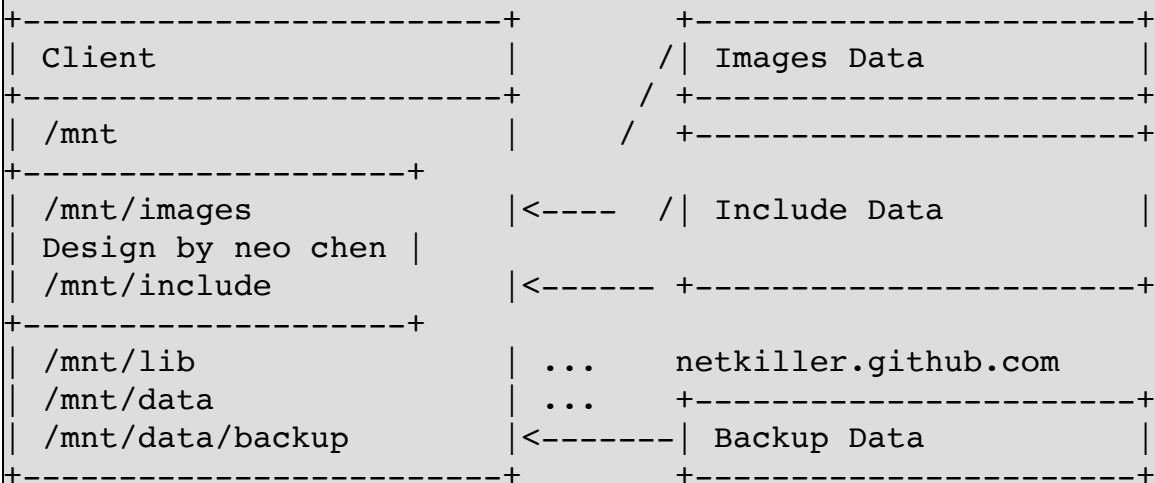 +-------------------------+        +-----------------------+
| Client                  |       /| Images Data           |
+-------------------------+      / +-----------------------+
| /mnt                    |     /  +-----------------------+
+--------------------+
| /mnt/images             |<----  /| Include Data          |
| Design by neo chen |
| /mnt/include            |<------ +-----------------------+
+--------------------+
| /mnt/lib                | ...    netkiller.github.com
| /mnt/data               | ...    +-----------------------+
| /mnt/data/backup        |<-------| Backup Data           |
+-------------------------+        +-----------------------+